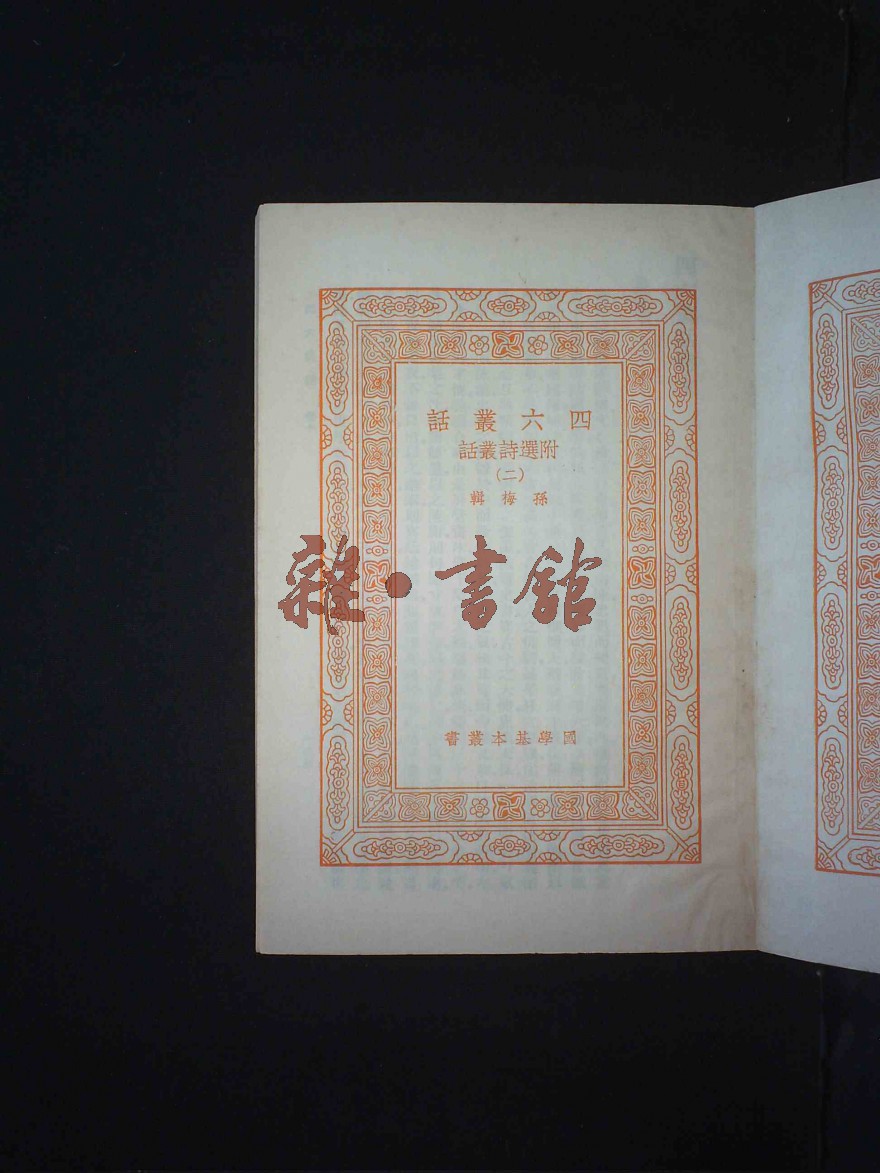 四六叢話
附選詩叢話
(二)
孫梅輯
雜·書館
國學基本叢書